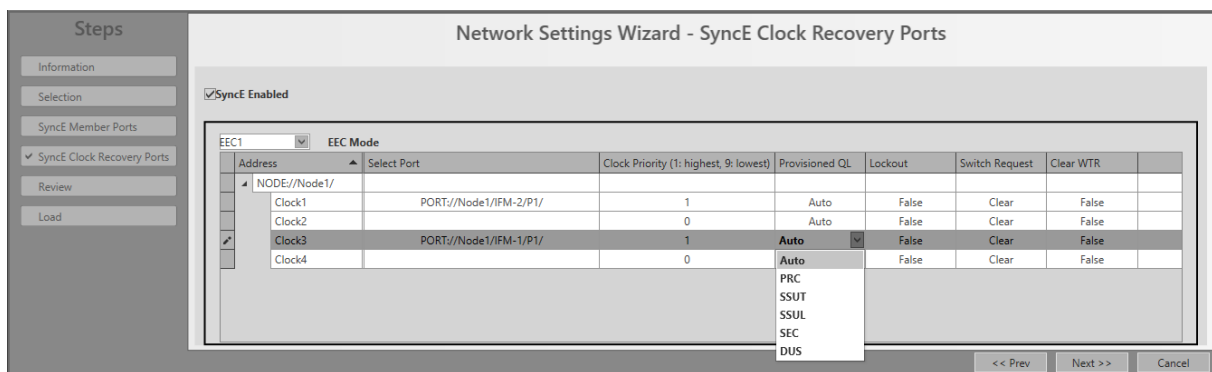 Steps
Information
Selection
SyncE Member Ports
SyncE Clock Recovery Ports
Review
Load
Network Settings Wizard - SyncE Clock Recovery Ports
SyncE Enabled
EEC1 EEC Mode
Address Select Port Clock Priority (1: highest, 9: lowest) Provisioned QL Lockout Switch Request Clear WTR
NODE://Node1/
Clock1 PORT://Node1/IFM-2/P1/ 1 Auto False Clear False
Clock2 0 Auto False Clear False
Clock3 PORT://Node1/IFM-1/P1/ 1 Auto False Clear False
Clock4 0 Auto False Clear False
PRC
SSUT
SSUL
SEC
DUS
<< Prev Next >> Cancel